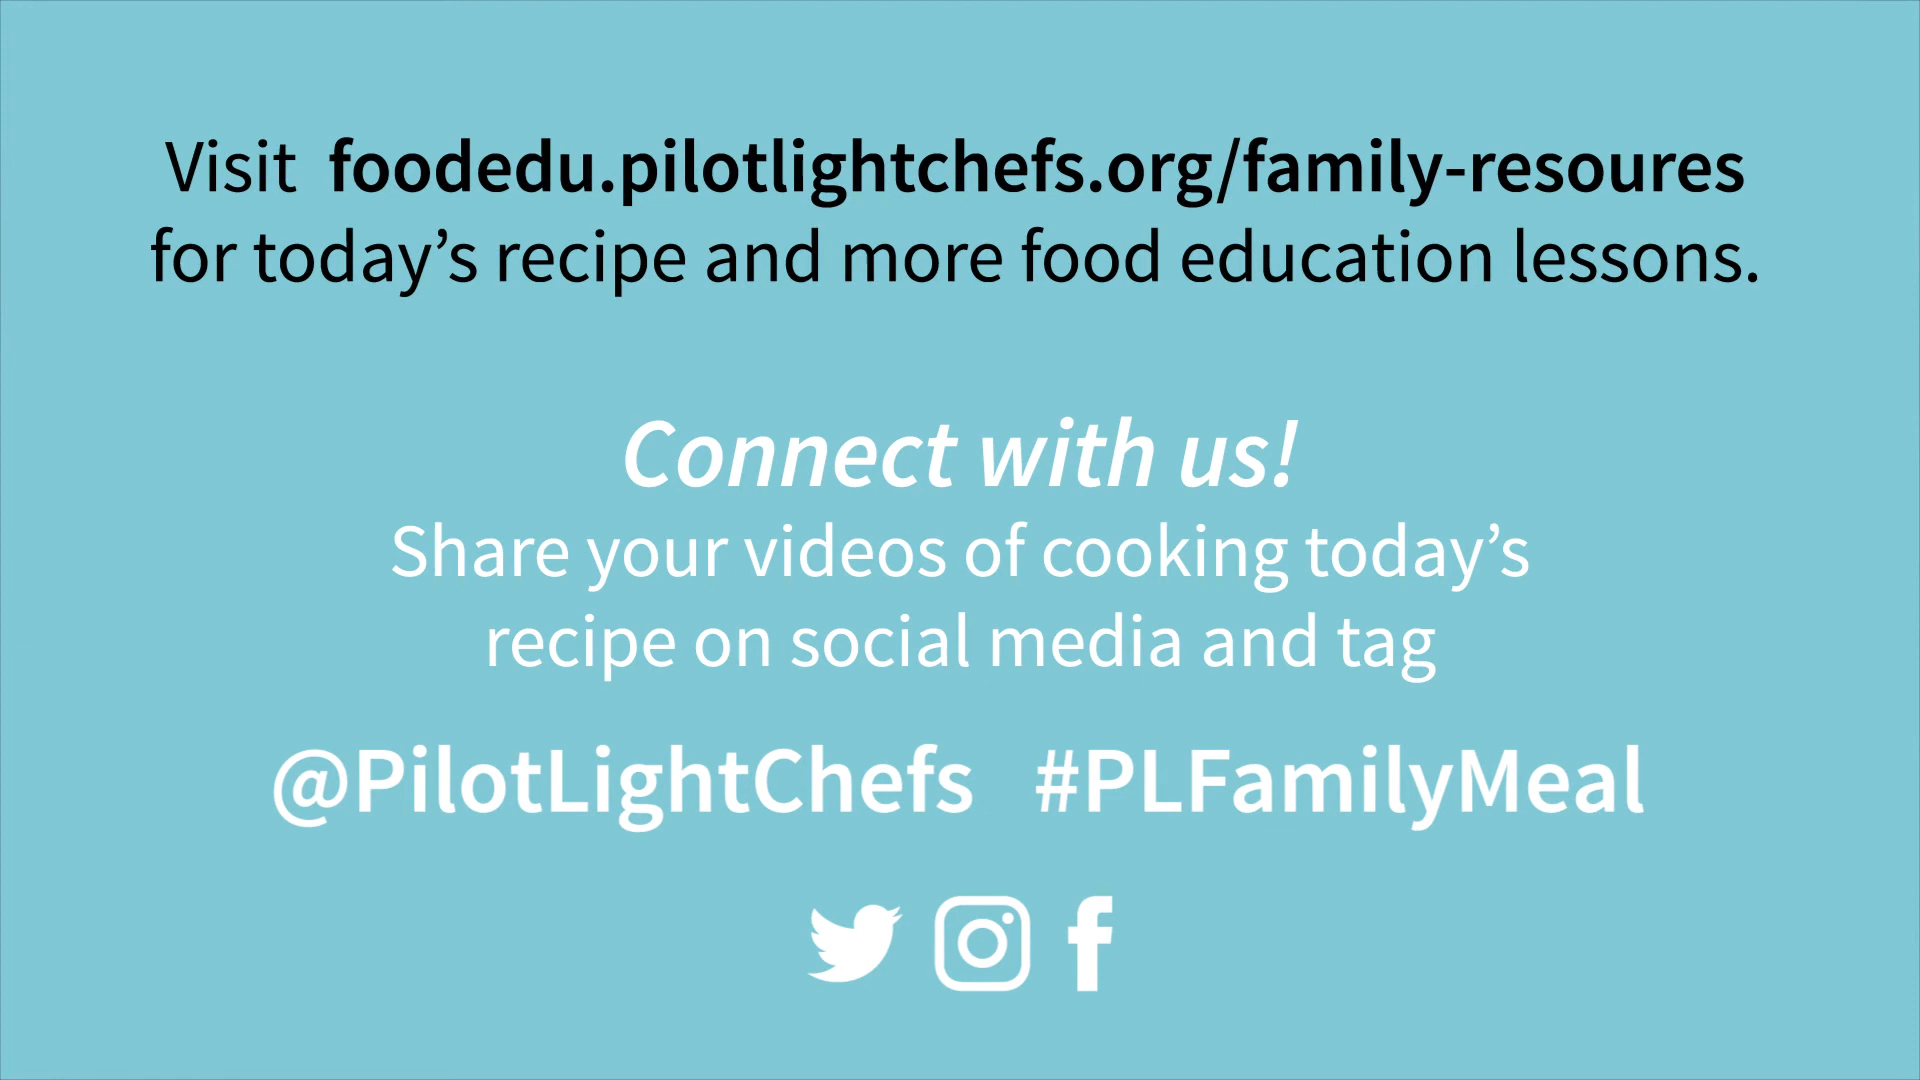 Visit foodedu.pilotlightchefs.org/family-resoures
for today’s recipe and more food education lessons.
Connect with us!
Share your videos of cooking today’s
recipe on social media and tag
@PilotLightChefs #PLFamilyMeal